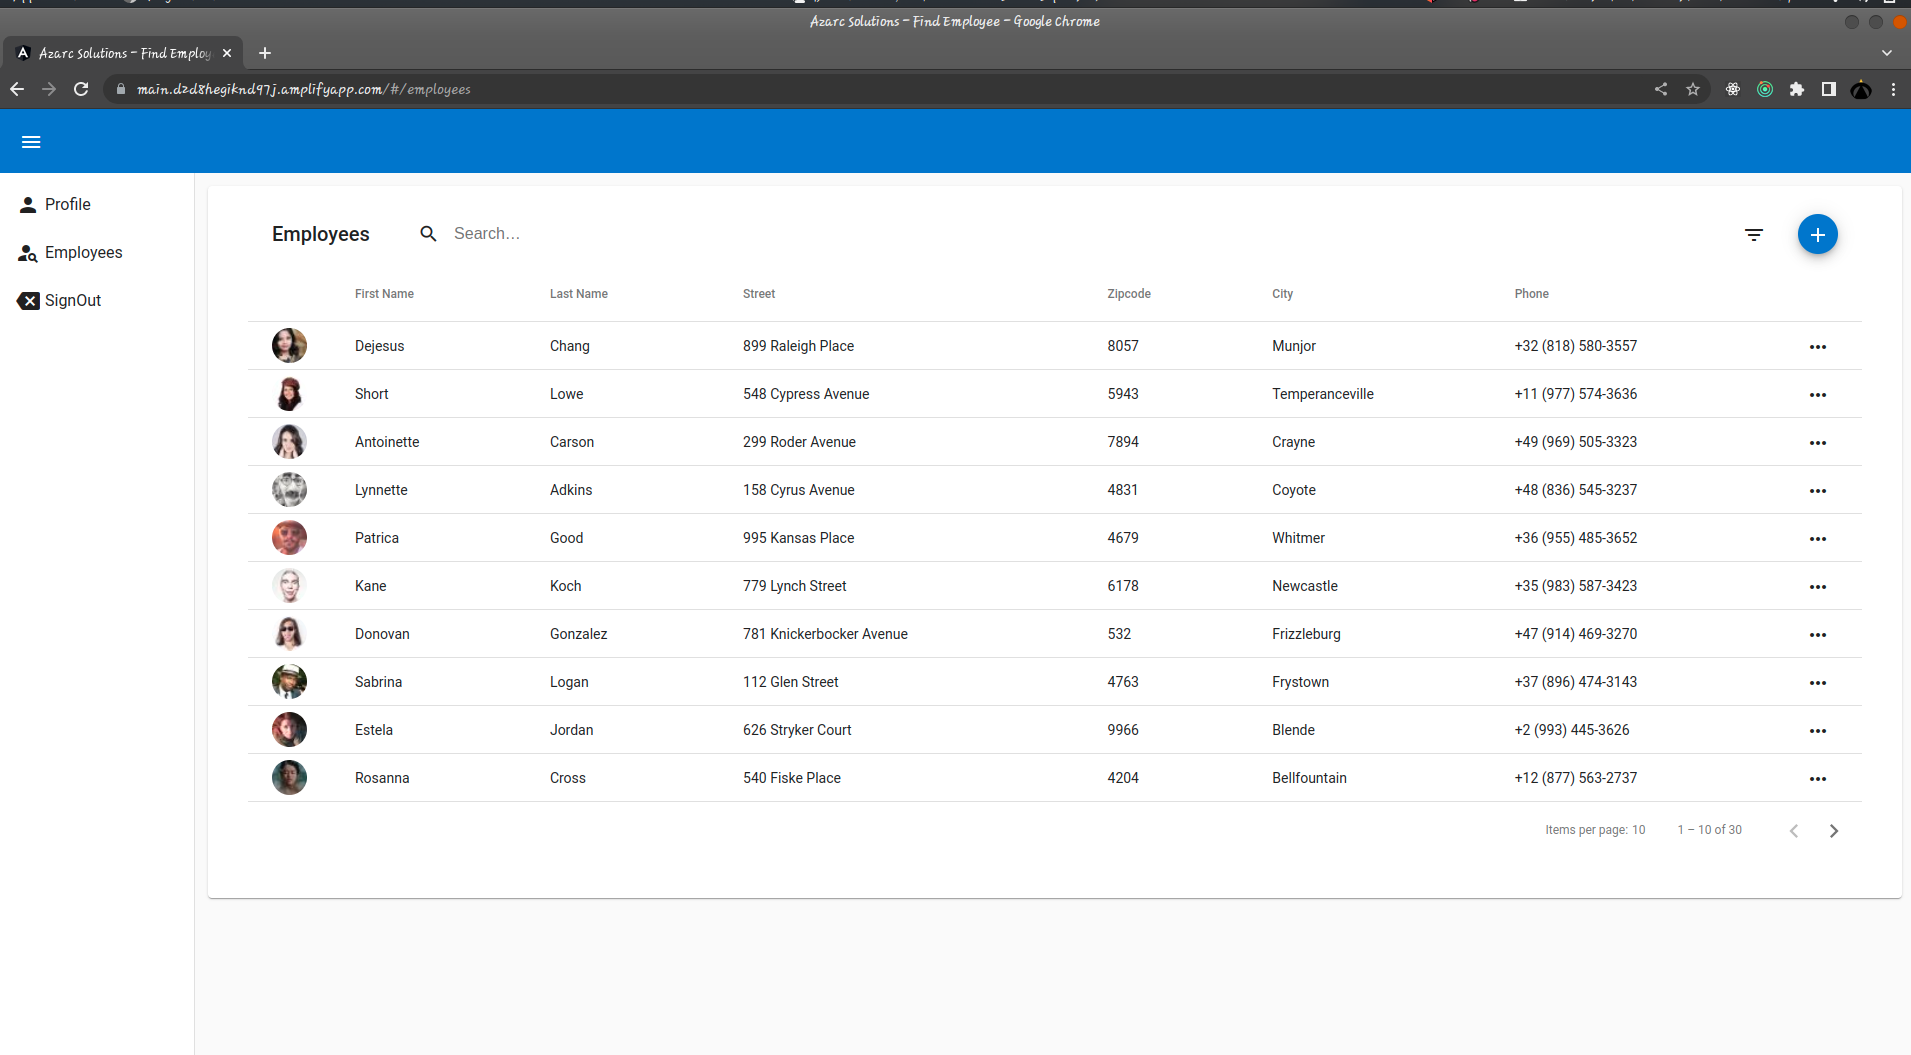 Azarc Solutions - Find Employee - Google Chrome
Azarc Solutions - Find Employ
main.dzd8hegiknd97j.amplifyapp.com/#/employees
Profile
Employees
SignOut
Employees Search...
First Name Last Name Street Zipcode City Phone
Dejesus Chang 899 Raleigh Place 8057 Munjor +32 (818) 580-3557
Short Lowe 548 Cypress Avenue 5943 Temperanceville +11 (977) 574-3636
Antoinette Carson 299 Roder Avenue 7894 Crayne +49 (969) 505-3323
Lynnette Adkins 158 Cyrus Avenue 4831 Coyote +48 (836) 545-3237
Patrica Good 995 Kansas Place 4679 Whitmer +36 (955) 485-3652
Kane Koch 779 Lynch Street 6178 Newcastle +35 (983) 587-3423
Donovan Gonzalez 781 Knickerbocker Avenue 532 Frizzleburg +47 (914) 469-3270
Sabrina Logan 112 Glen Street 4763 Frystown +37 (896) 474-3143
Estela Jordan 626 Stryker Court 9966 Blende +2 (993) 445-3626
Rosanna Cross 540 Fiske Place 4204 Bellfountain +12 (877) 563-2737
Items per page: 10 1 – 10 of 30